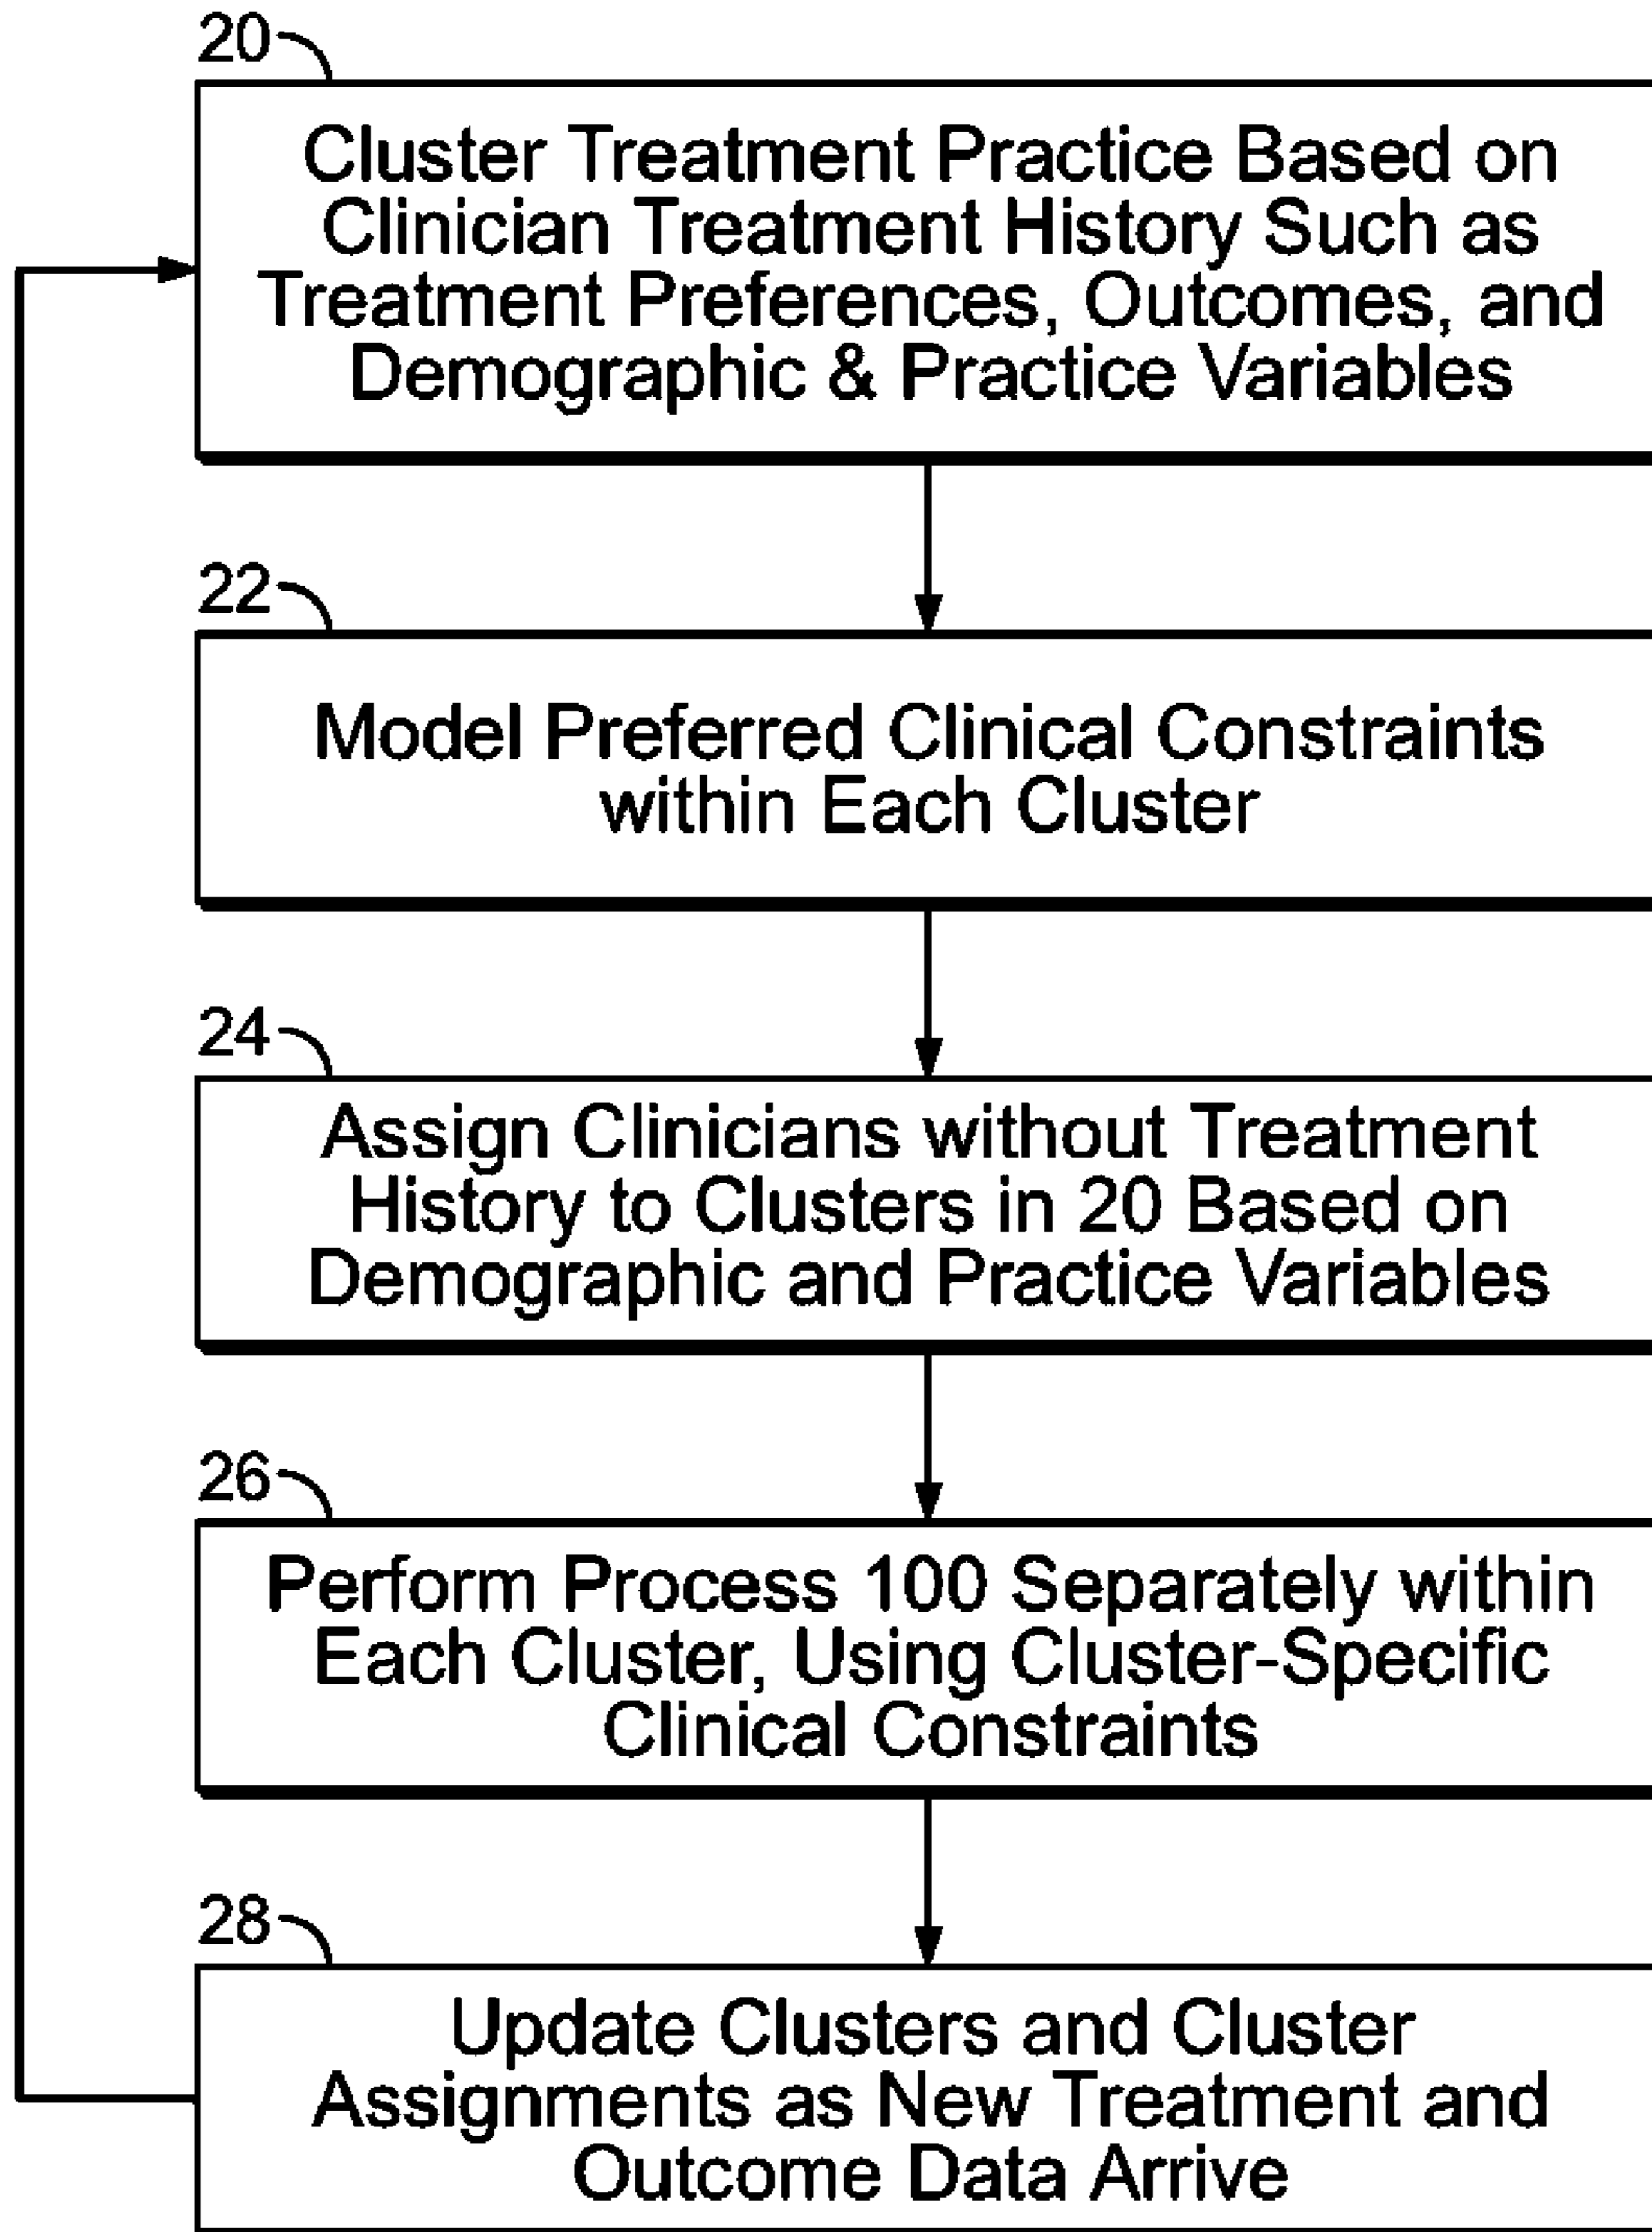 20
Cluster Treatment Practice Based on
Clinician Treatment History Such as
Treatment Preferences, Outcomes, and
Demographic & Practice Variables
22
Model Preferred Clinical Constraints
within Each Cluster
24
Assign Clinicians without Treatment
History to Clusters in 20 Based on
Demographic and Practice Variables
26
Perform Process 100 Separately within
Each Cluster, Using Cluster-Specific
Clinical Constraints
28
Update Clusters and Cluster
Assignments as New Treatment and
Outcome Data Arrive